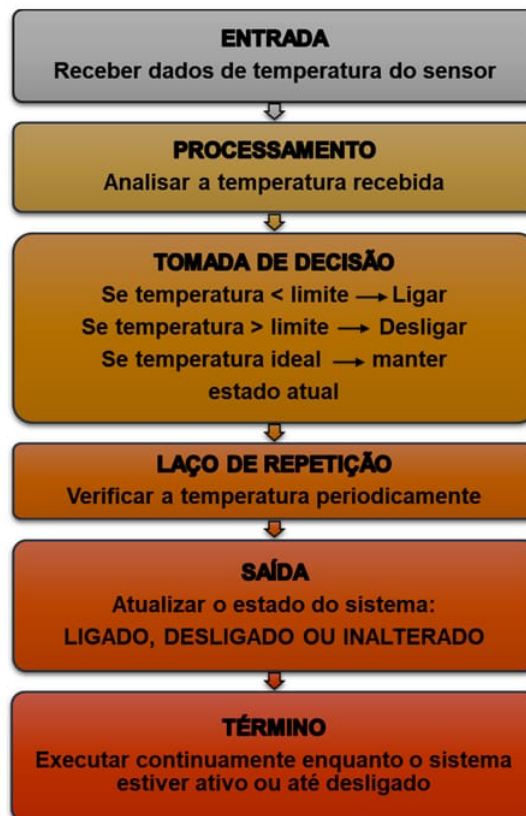 ENTRADA
Receber dados de temperatura do sensor
PROCESSAMENTO
Analisar a temperatura recebida
TOMADA DE DECISÃO
Se temperatura < limite → Ligar
Se temperatura > limite → Desligar
Se temperatura ideal → manter
estado atual
LAÇO DE REPETIÇÃO
Verificar a temperatura periodicamente
SAÍDA
Atualizar o estado do sistema:
LIGADO, DESLIGADO OU INALTERADO
TÉRMINO
Executar continuamente enquanto o sistema
estiver ativo ou até desligado